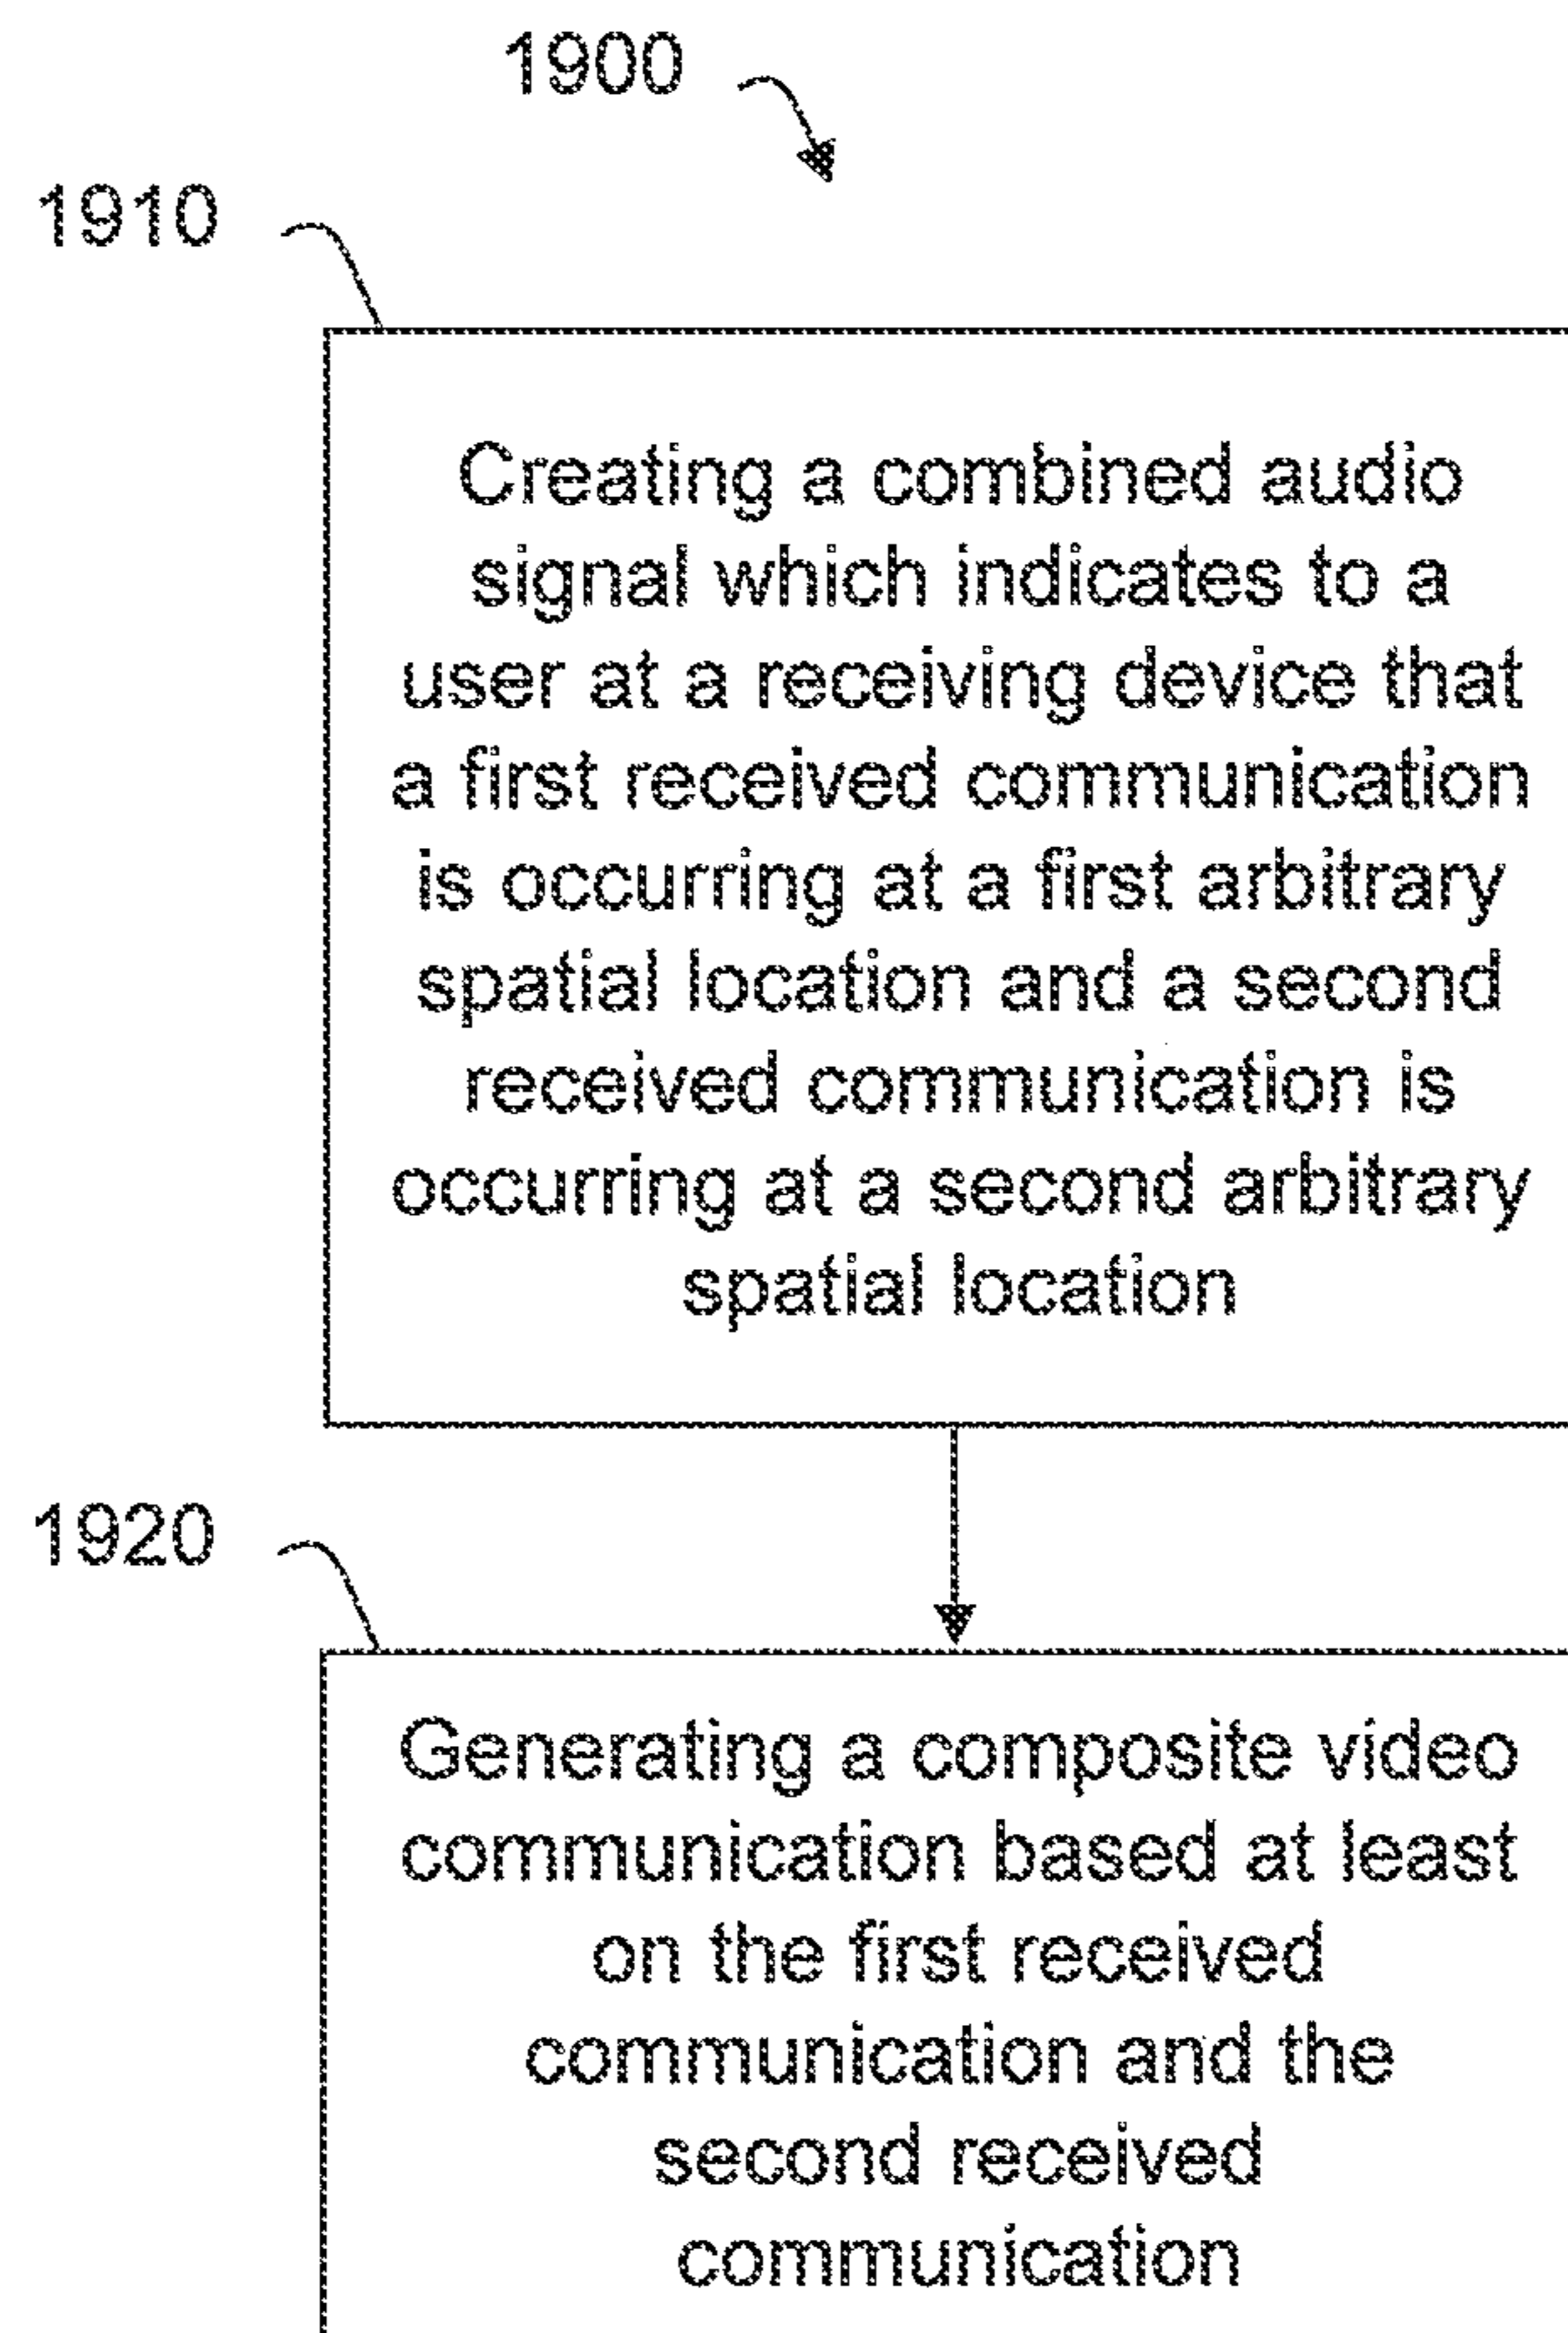 1900
1910
Creating a combined audio
signal which indicates to a
user at a receiving device that
a first received communication
is occurring at a first arbitrary
spatial location and a second
received communication is
occurring at a second arbitrary
spatial location
1920
Generating a composite video
communication based at least
on the first received
communication and the
second received
communication